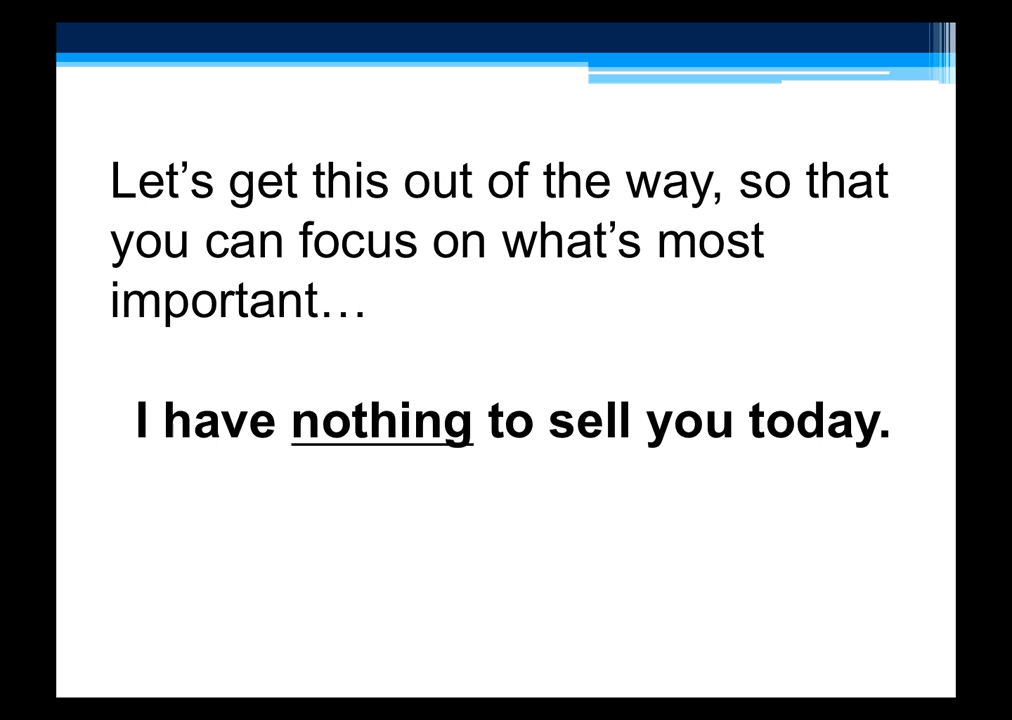 Let’s get this out of the way, so that
you can focus on what’s most
important…
I have nothing to sell you today.